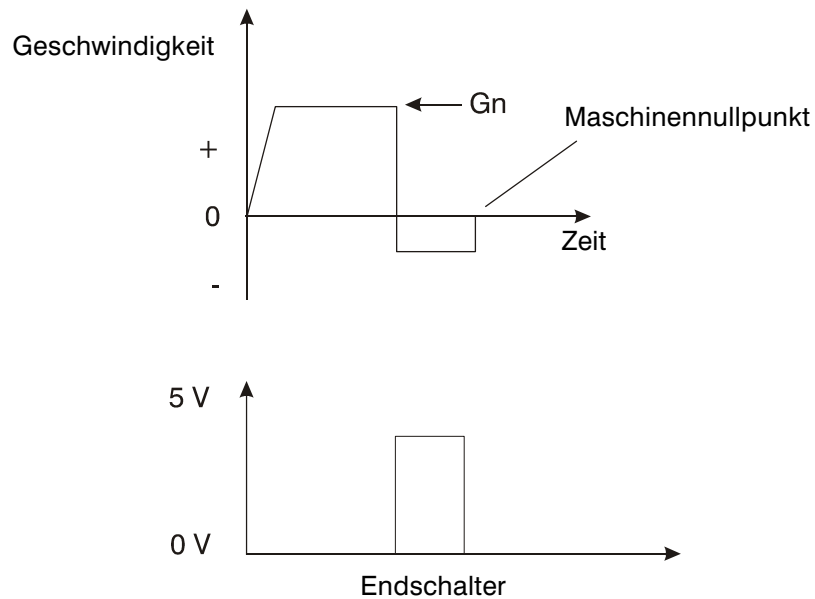 Geschwindigkeit
Gn
Maschinennullpunkt
+
0
Zeit
-
5 V
0 V
Endschalter